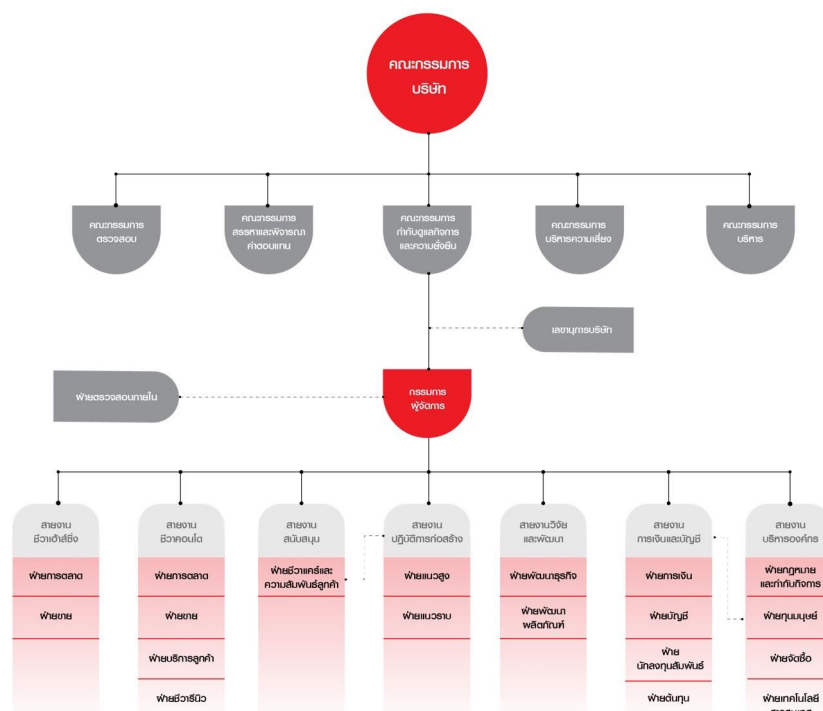 คณะกรรมการ
บริษัท
คณะกรรมการ
ตรวจสอบ
คณะกรรมการ
สรรหาและพิจารณา
ค่าตอบแทน
คณะกรรมการ
กำกับดูแลกิจการ
และความยั่งยืน
คณะกรรมการ
บริหารความเสี่ยง
คณะกรรมการ
บริหาร
เลขานุการบริษัท
ฝ่ายตรวจสอบภายใน
กรรมการ
ผู้จัดการ
สายงาน
ชีวาเฮ้าส์ซิ่ง
ฝ่ายการตลาด
ฝ่ายขาย
สายงาน
ชีวาคอนโด
ฝ่ายการตลาด
ฝ่ายขาย
ฝ่ายบริการลูกค้า
ฝ่ายชีวารีนิว
สายงาน
สนับสนุน
ฝ่ายชีวาแคร์และ
ความสัมพันธ์ลูกค้า
สายงาน
ปฏิบัติการก่อสร้าง
ฝ่ายแนวสูง
ฝ่ายแนวราบ
สายงานวิจัย
และพัฒนา
ฝ่ายพัฒนาธุรกิจ
ฝ่ายพัฒนา
ผลิตภัณฑ์
สายงาน
การเงินและบัญชี
ฝ่ายการเงิน
ฝ่ายบัญชี
ฝ่าย
นักลงทุนสัมพันธ์
ฝ่ายต้นทุน
สายงาน
บริหารองค์กร
ฝ่ายกฎหมาย
และกำกับกิจการ
ฝ่ายทุนมนุษย์
ฝ่ายจัดซื้อ
ฝ่ายเทคโนโลยี